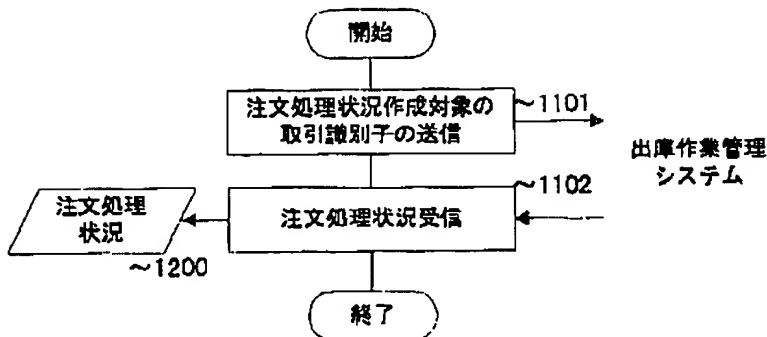 開始
注文処理状況作成対象の
取引識別子の送信
~1101
出庫作業管理
システム
~1102
注文処理状況受信
注文処理
状況
~1200
終了